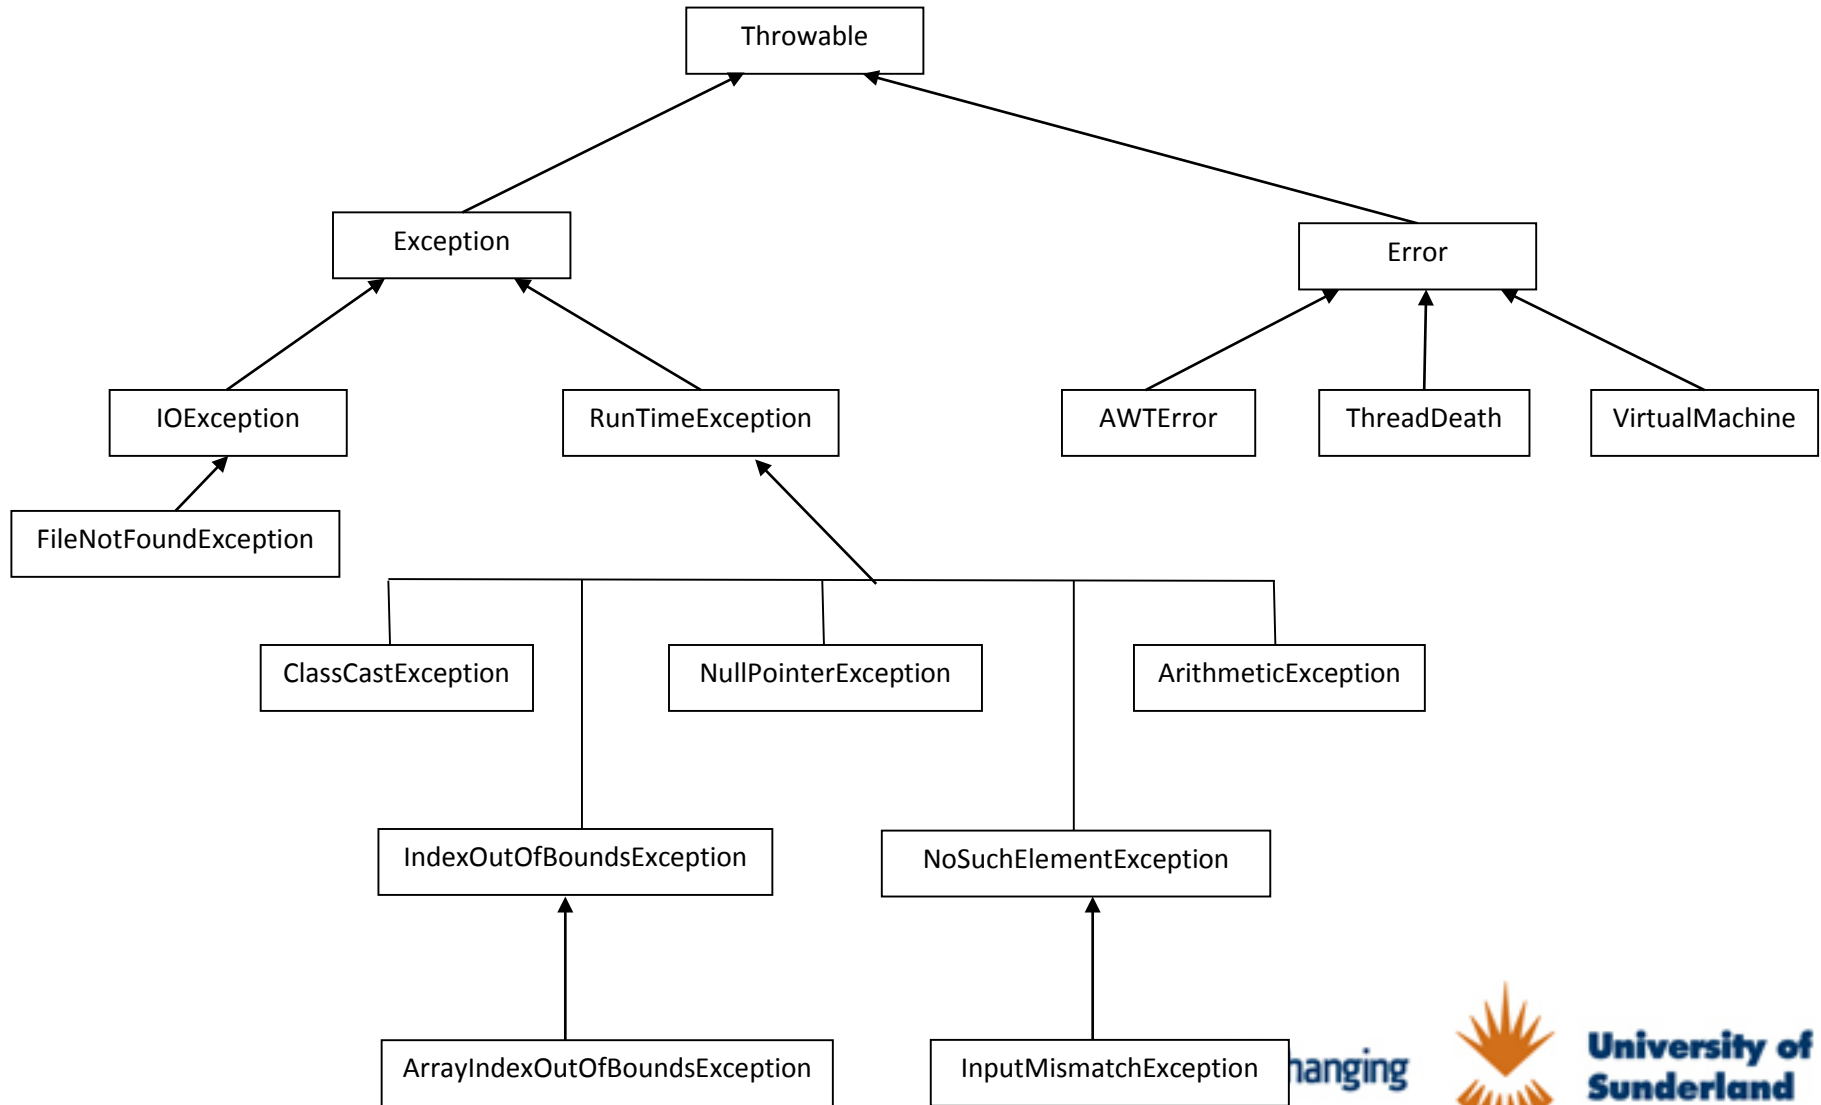 Throwable
Exception
Error
IOException
RunTimeException
AWTError
ThreadDeath
VirtualMachine
FileNotFoundException
ClassCastException
NullPointerException
ArithmeticException
IndexOutOfBoundsException
NoSuchElementException
ArrayIndexOutOfBoundsException
InputMismatchException
hanging
University of
Sunderland